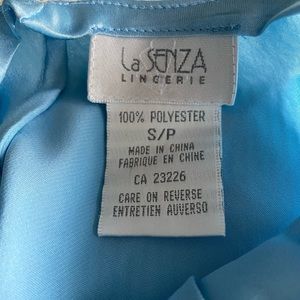 La SENZA
LINGERIE
100% POLYESTER
S/P
MADE IN CHINA
FABRIQUE EN CHINE
CA 23226
CARE ON REVERSE
ENTRETIEN AUVERSO